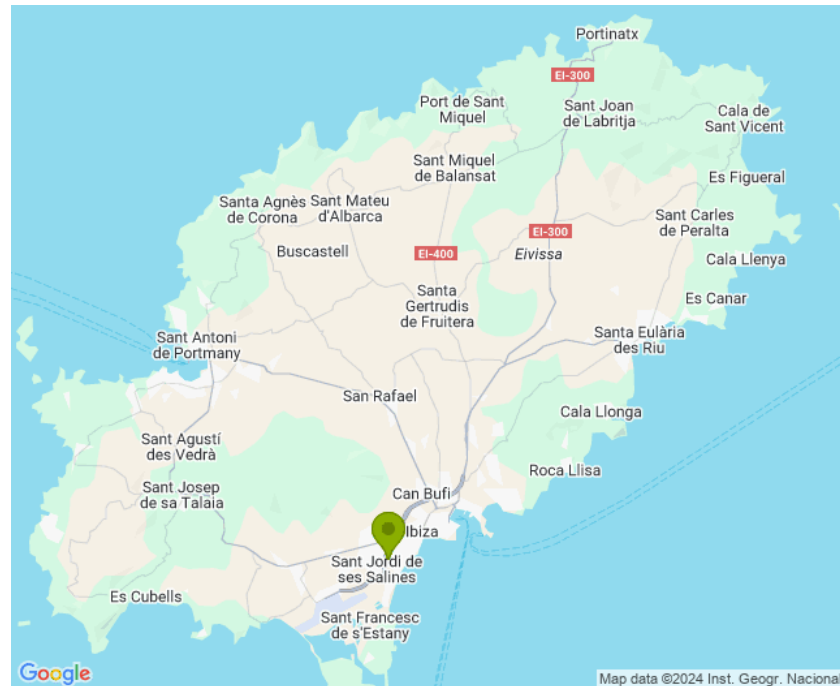 Portinatx
EI-300
Port de Sant
Miquel
Sant Joan
de Labritja
Cala de
Sant Vicent
Sant Miquel
de Balansat
Es Figueral
Santa Agnès
de Corona
Sant Mateu
d'Albarca
Sant Carles
de Peralta
EI-300
Buscastell
EI-400
Eivissa
Cala Llenya
Santa
Gertrudis
de Fruitera
Es Canar
Sant Antoni
de Portmany
Santa Eulària
des Riu
San Rafael
Cala Llonga
Sant Agustí
des Vedrà
Roca Llisa
Sant Josep
de sa Talaia
Can Bufi
Ibiza
Sant Jordi de
ses Salines
Es Cubells
Sant Francesc
de s'Estany
Google
Map data ©2024 Inst. Geogr. Nacional